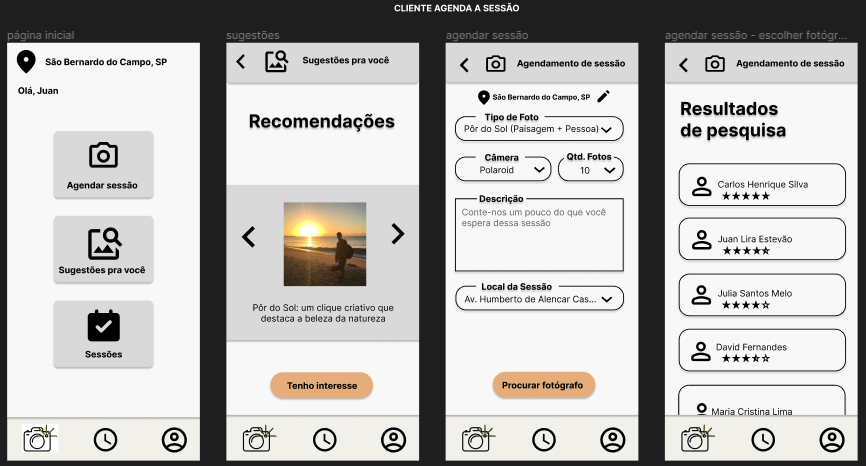 CLIENTE AGENDA A SESSÃO
página inicial
São Bernardo do Campo, SP
Olá, Juan
Agendar sessão
Sugestões pra você
Sessões
sugestões
Sugestões pra você
Recomendações
Pôr do Sol: um clique criativo que
destaca a beleza da natureza
Tenho interesse
agendar sessão
Agendamento de sessão
São Bernardo do Campo, SP
Tipo de Foto
Pôr do Sol (Paisagem + Pessoa)
Câmera
Polaroid
Qtd. Fotos
10
Descrição
Conte-nos um pouco do que você
espera dessa sessão
Local da Sessão
Av. Humberto de Alencar Cas...
Procurar fotógrafo
agendar sessão - escolher fotógr...
Agendamento de sessão
Resultados
de pesquisa
Carlos Henrique Silva
Juan Lira Estevão
Julia Santos Melo
David Fernandes
Maria Cristina Lima